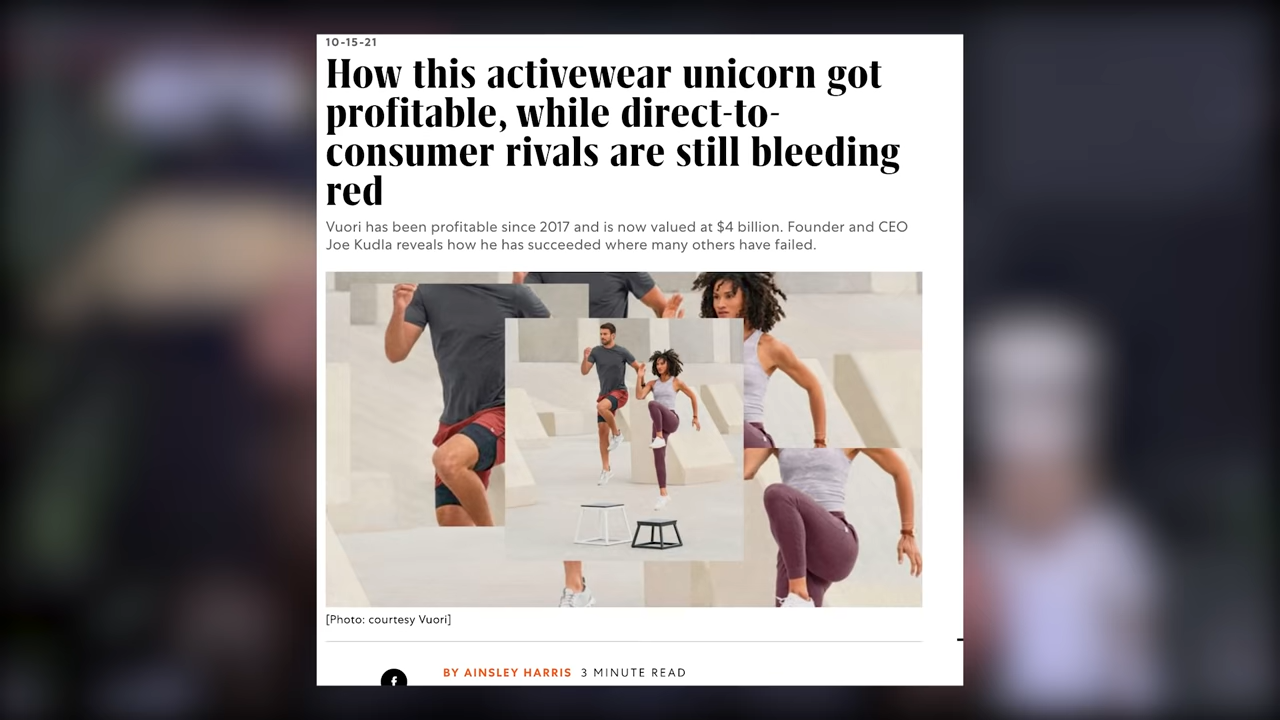 10-15-21
How this activewear unicorn got
profitable, while direct-to-
consumer rivals are still bleeding
red
Vuori has been profitable since 2017 and is now valued at $4 billion. Founder and CEO
Joe Kudla reveals how he has succeeded where many others have failed.
[Photo: courtesy Vuori]
f
BY AINSLEY HARRIS 3 MINUTE READ